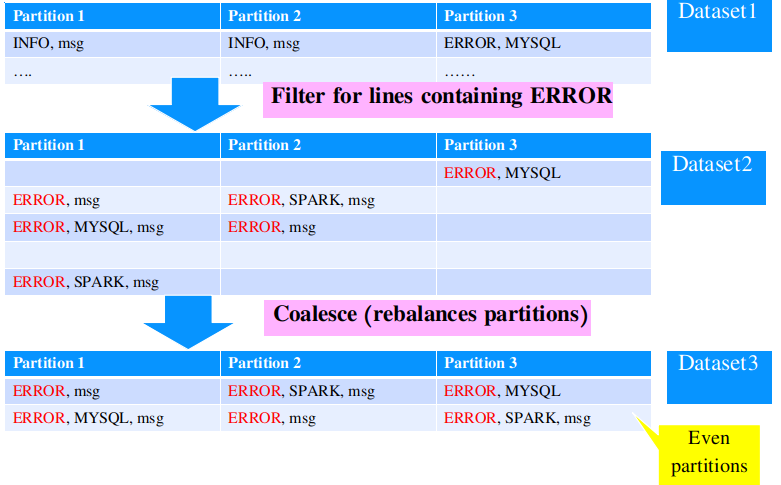 Partition 1 Partition 2 Partition 3
Dataset1
INFO, msg INFO, msg ERROR, MYSQL
…. ….. ……
Filter for lines containing ERROR
Partition 1 Partition 2 Partition 3
Dataset2
ERROR, MYSQL
ERROR, msg ERROR, SPARK, msg
ERROR, MYSQL, msg ERROR, msg
ERROR, SPARK, msg
Coalesce (rebalances partitions)
Partition 1 Partition 2 Partition 3
Dataset3
ERROR, msg ERROR, SPARK, msg ERROR, MYSQL
ERROR, MYSQL, msg ERROR, msg ERROR, SPARK, msg
Even
partitions